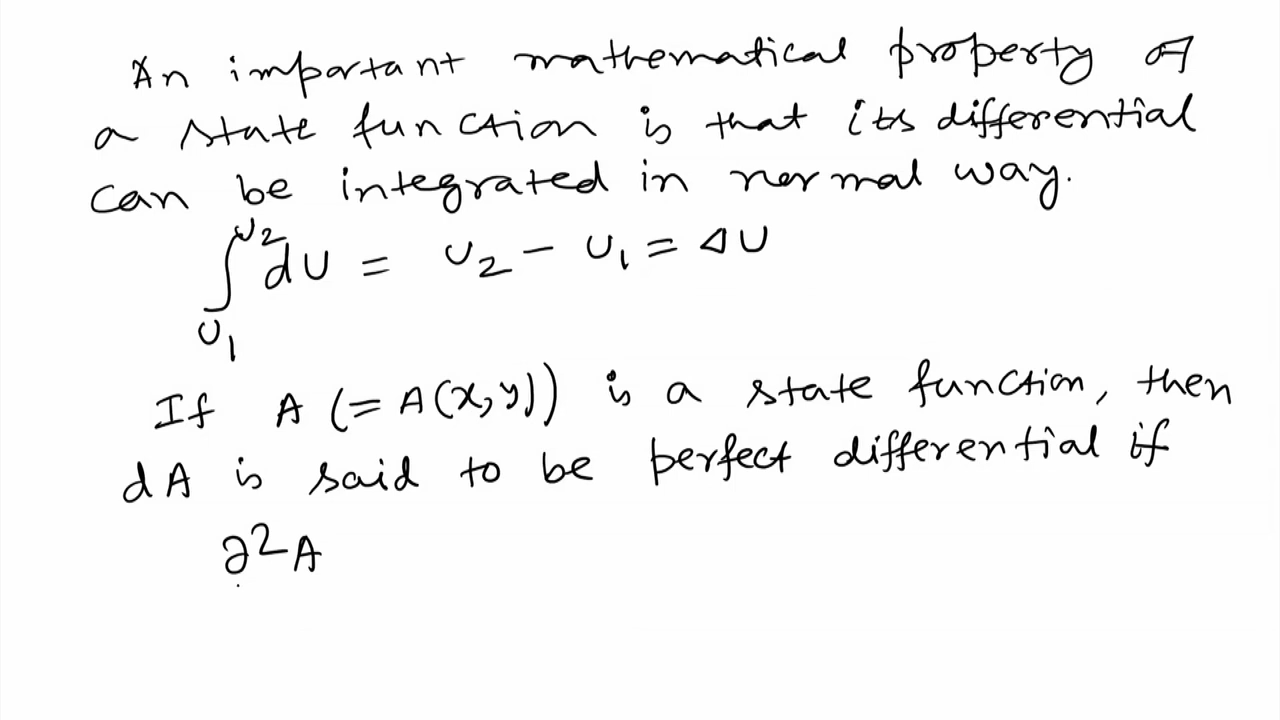 An important mathematical property of
a state function is that its differential
can be integrated in normal way.
∫_{U₁}^{U₂} dU = U₂ - U₁ = ΔU
If A (= A(x,y)) is a state function, then
dA is said to be perfect differential if
∂²A